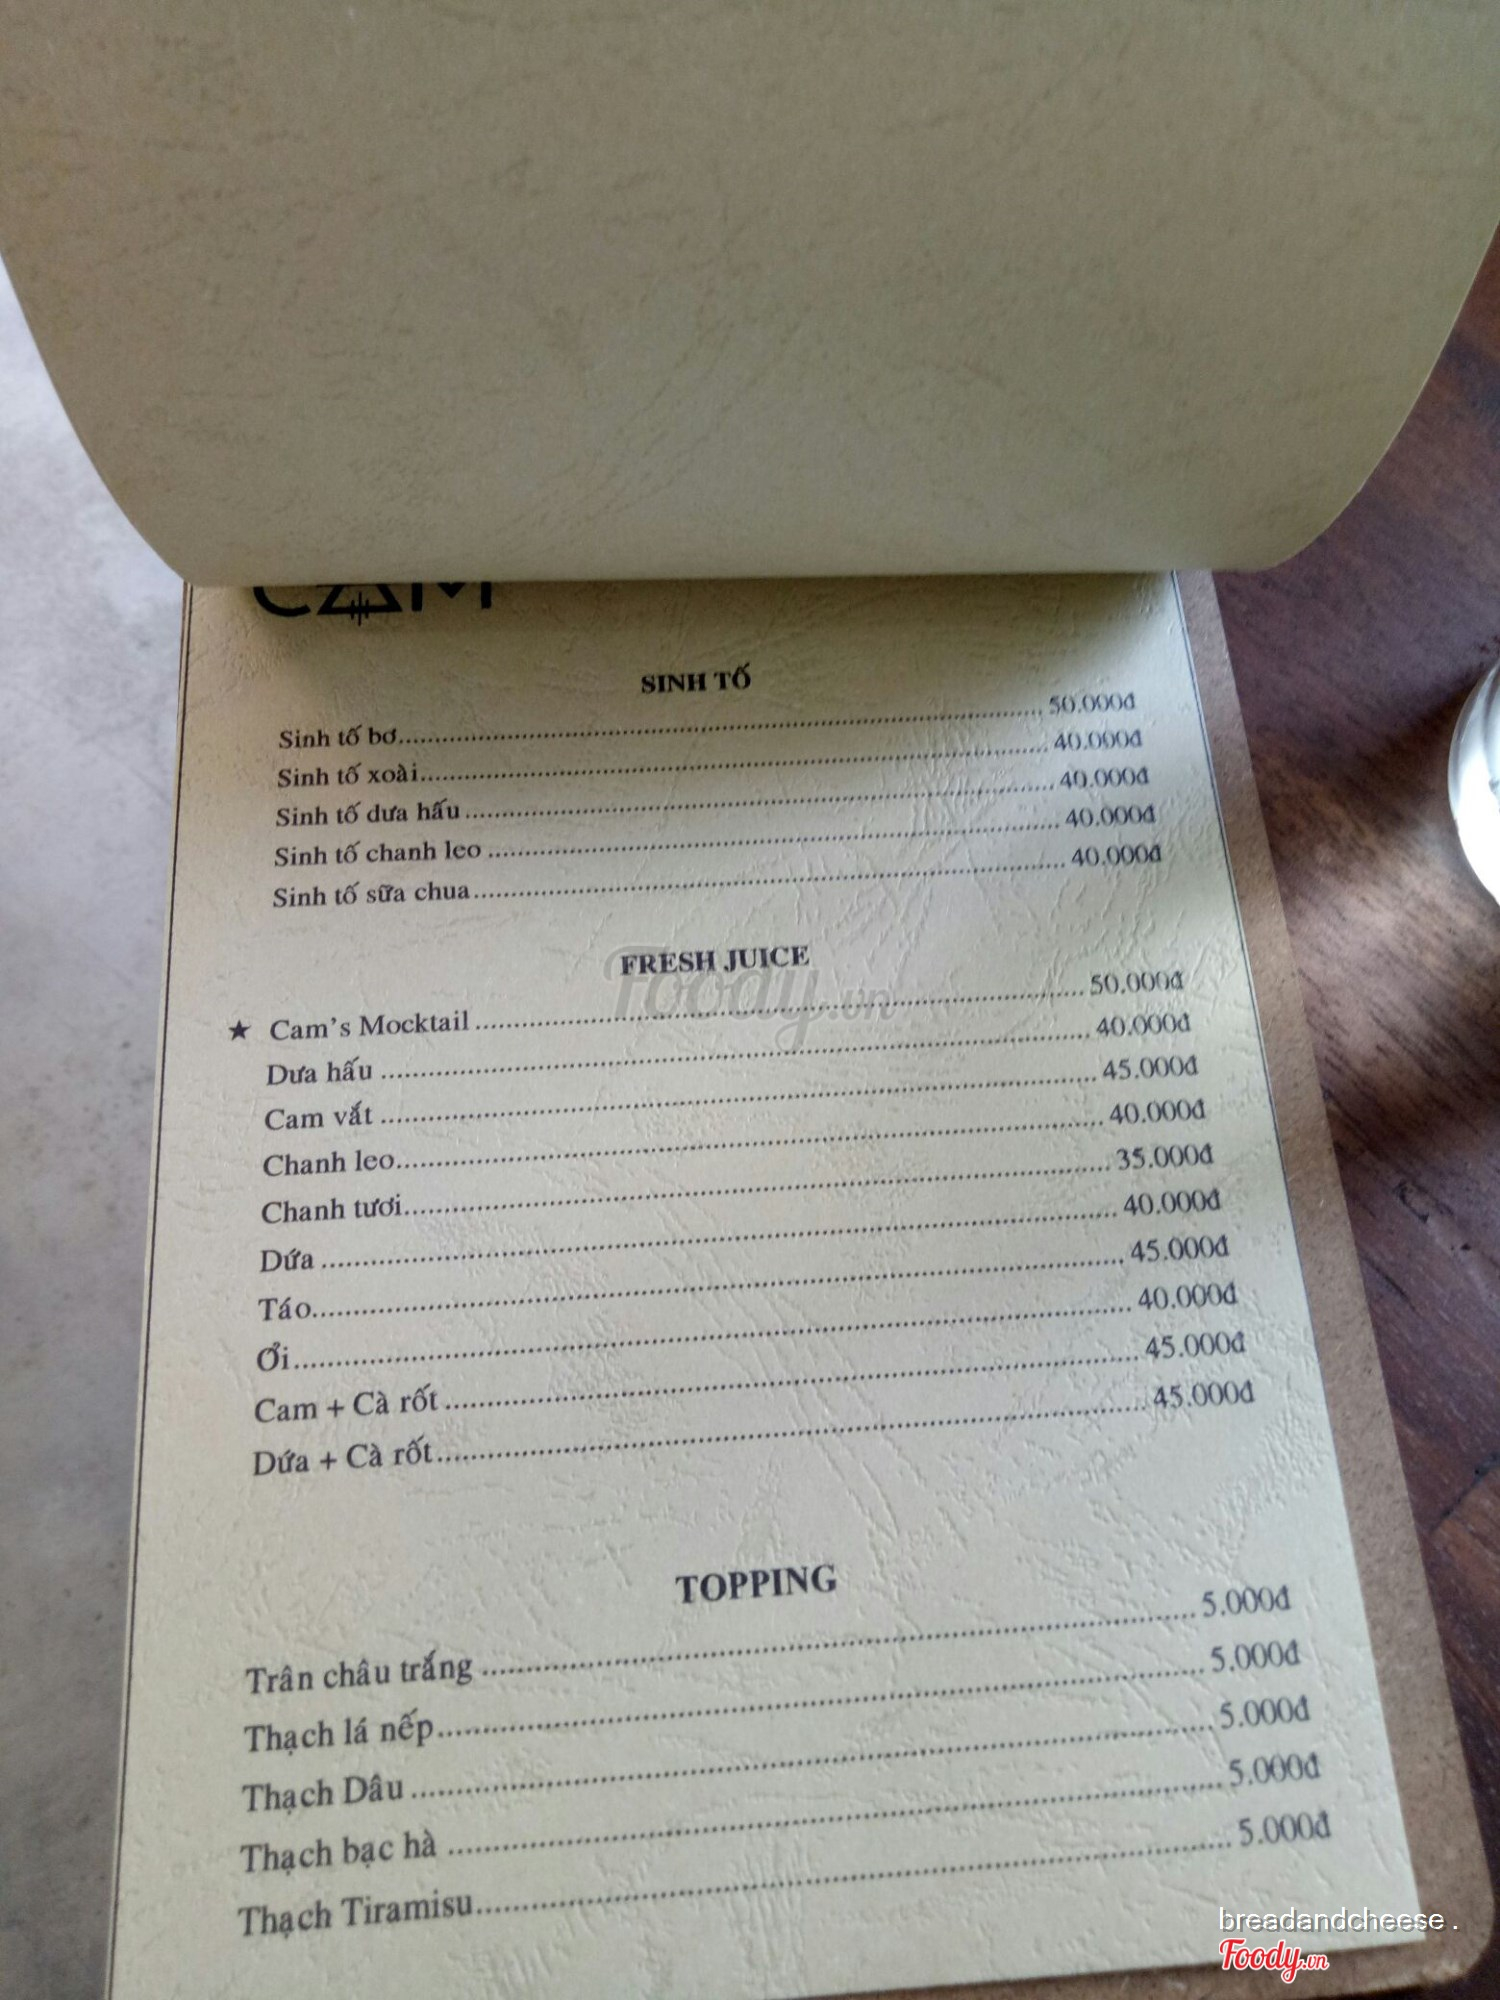 CAM
SINH TỐ
Sinh tố bơ 50.000đ
Sinh tố xoài 40.000đ
Sinh tố dưa hấu 40.000đ
Sinh tố chanh leo 40.000đ
Sinh tố sữa chua 40.000đ
FRESH JUICE
★ Cam's Mocktail 50.000đ
Dưa hấu 40.000đ
Cam vắt 45.000đ
Chanh leo 40.000đ
Chanh tươi 35.000đ
Dứa 40.000đ
Táo 45.000đ
Ổi 40.000đ
Cam + Cà rốt 45.000đ
Dứa + Cà rốt 45.000đ
TOPPING
Trân châu trắng 5.000đ
Thạch lá nếp 5.000đ
Thạch Dâu 5.000đ
Thạch bạc hà 5.000đ
Thạch Tiramisu 5.000đ
Foody.vn
breadandcheese .
Foody.vn